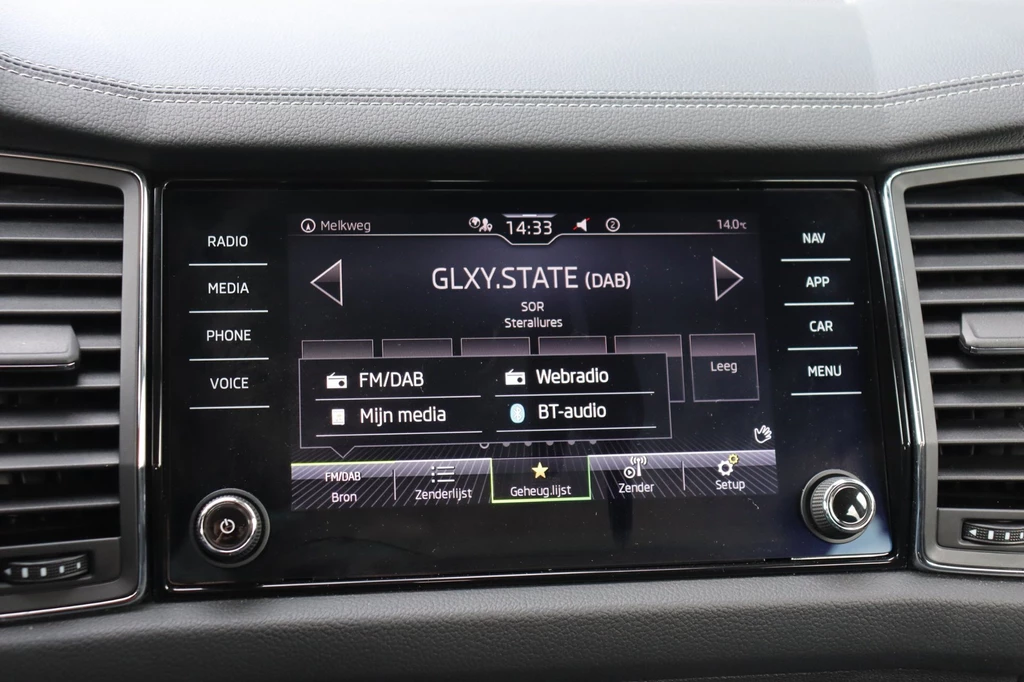 RADIO
MEDIA
PHONE
VOICE
Melkweg
14:33
2
14.0°c
GLXY.STATE (DAB)
SOR
Sterallures
Leeg
FM/DAB
Webradio
Mijn media
BT-audio
FM/DAB
Bron
Zenderlijst
Geheug.lijst
Zender
Setup
NAV
APP
CAR
MENU